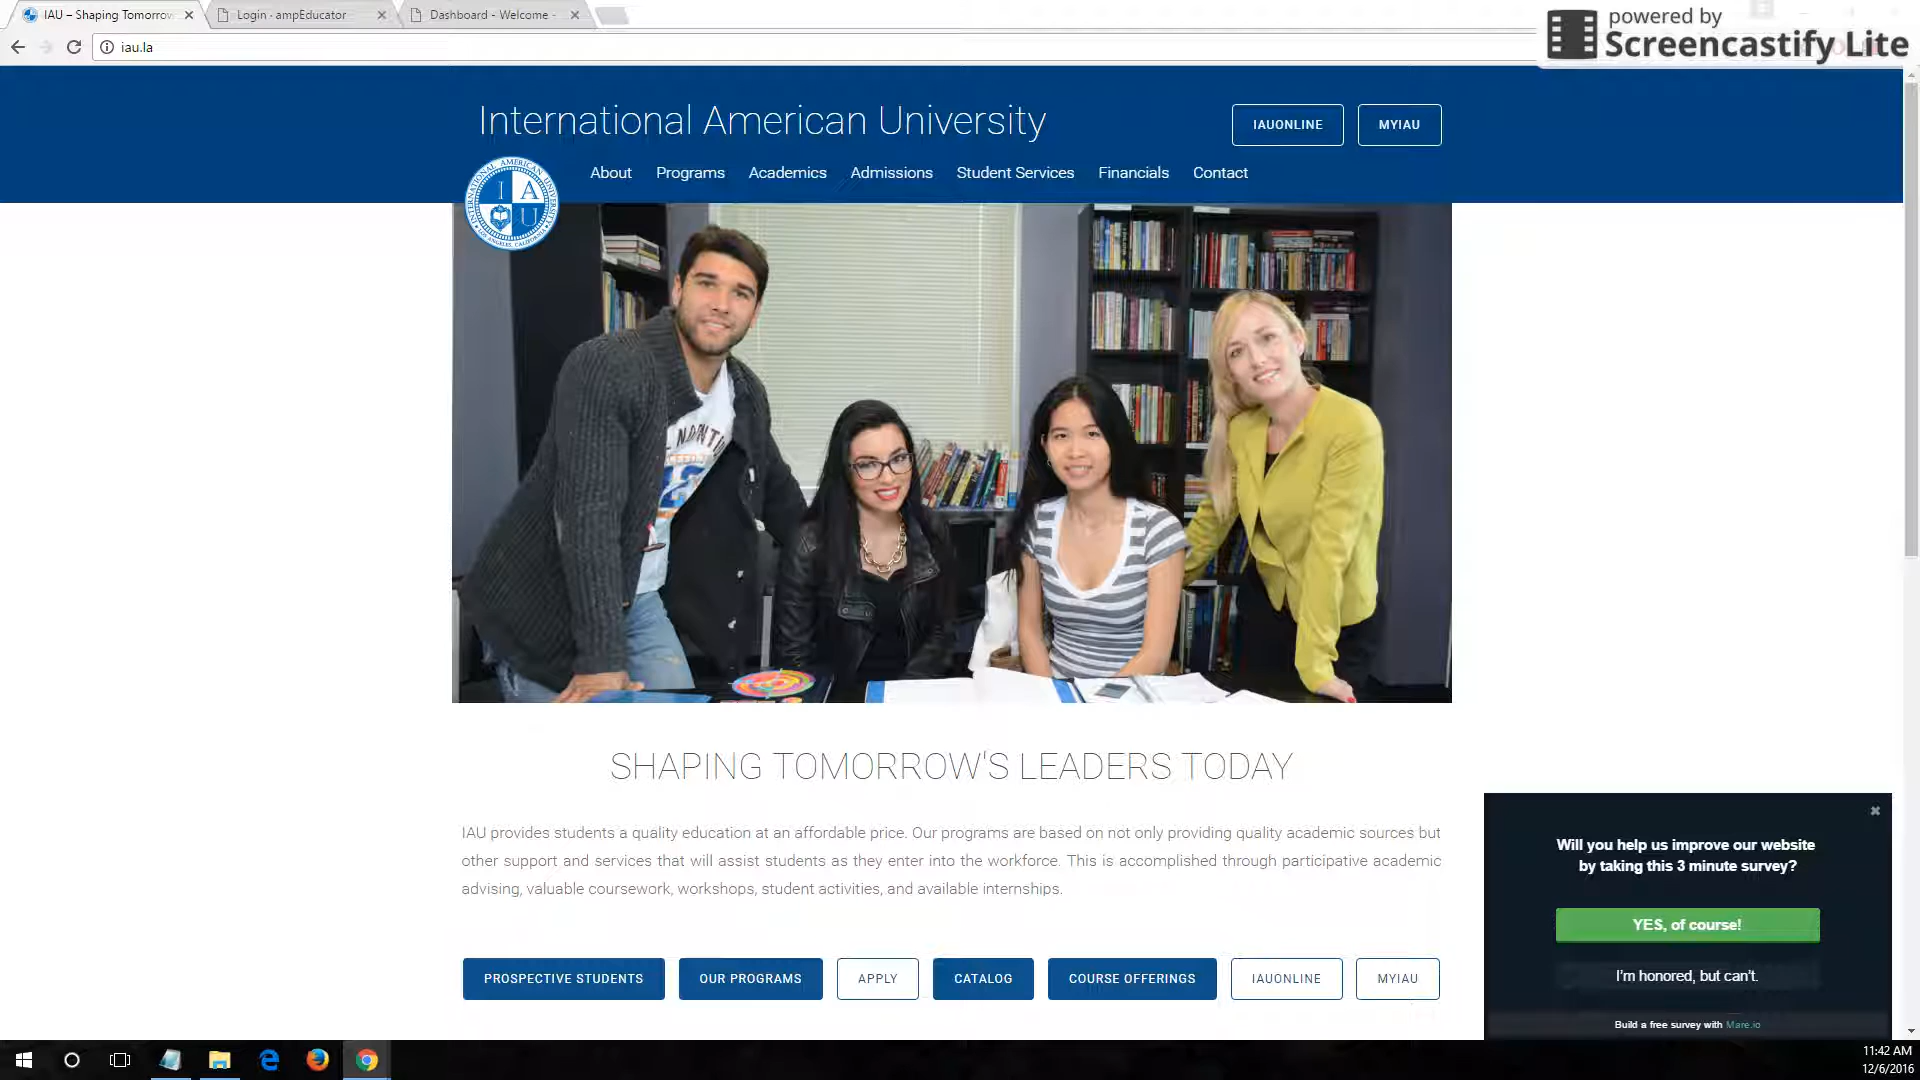 IAU – Shaping Tomorrow
Login - ampEducator
Dashboard - Welcome -
powered by
Screencastify Lite
iau.la
International American University
IAUONLINE
MYIAU
INTERNATIONAL AMERICAN UNIVERSITY
I A U
LOS ANGELES, CALIFORNIA
About Programs Academics Admissions Student Services Financials Contact
SHAPING TOMORROW'S LEADERS TODAY
IAU provides students a quality education at an affordable price. Our programs are based on not only providing quality academic sources but
other support and services that will assist students as they enter into the workforce. This is accomplished through participative academic
advising, valuable coursework, workshops, student activities, and available internships.
PROSPECTIVE STUDENTS
OUR PROGRAMS
APPLY
CATALOG
COURSE OFFERINGS
IAUONLINE
MYIAU
Will you help us improve our website
by taking this 3 minute survey?
YES, of course!
I'm honored, but can't.
Build a free survey with Mare.io
11:42 AM
12/6/2016